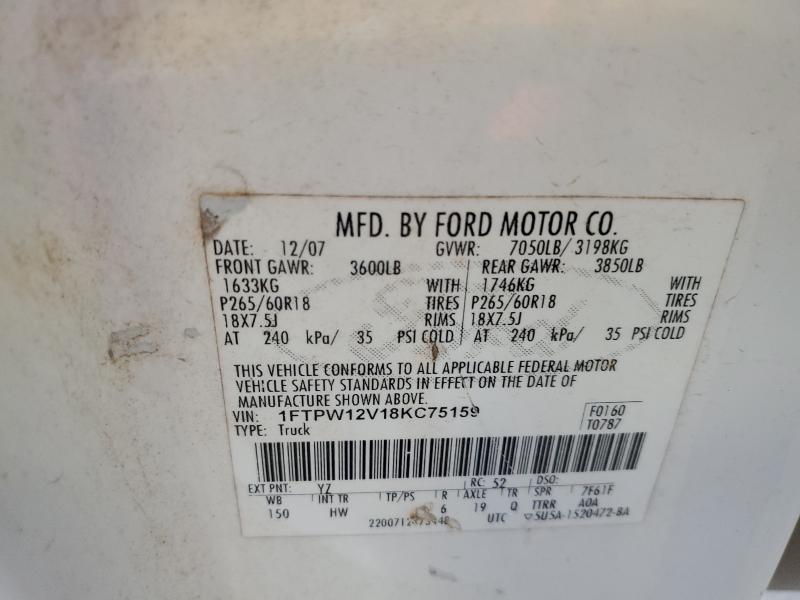 MFD. BY FORD MOTOR CO.
DATE: 12/07 GVWR: 7050LB/ 3198KG
FRONT GAWR: 3600LB REAR GAWR: 3850LB
1633KG WITH 1746KG WITH
P265/60R18 TIRES P265/60R18 TIRES
18X7.5J RIMS 18X7.5J RIMS
AT 240 kPa/ 35 PSI COLD AT 240 kPa/ 35 PSI COLD
THIS VEHICLE CONFORMS TO ALL APPLICABLE FEDERAL MOTOR
VEHICLE SAFETY STANDARDS IN EFFECT ON THE DATE OF
MANUFACTURE SHOWN ABOVE.
VIN: 1FTPW12V18KC75159 F0160
TYPE: Truck T0787
EXT PNT: YZ RC: 52 DSO:
WB INT TR TP/PS R AXLE TR SPR 7F61F
150 HW 6 19 Q TTRR A0A
UTC ▽5U5A-1520472-BA